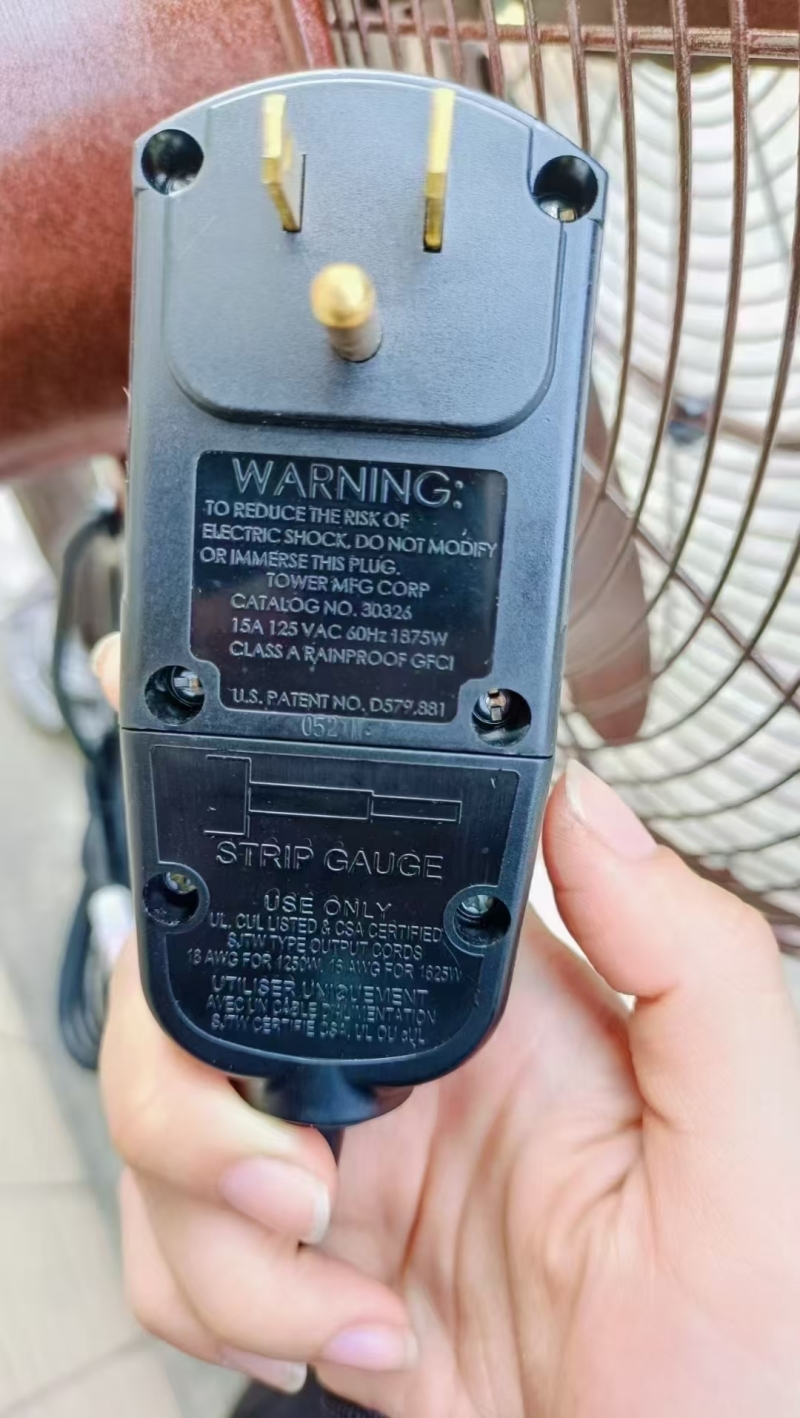 WARNING:
TO REDUCE THE RISK OF
ELECTRIC SHOCK, DO NOT MODIFY
OR IMMERSE THIS PLUG.
TOWER MFG CORP
CATALOG NO. 30326
15A 125 VAC 60Hz 1875W
CLASS A RAINPROOF GFCI
U.S. PATENT NO. D579,881
STRIP GAUGE
USE ONLY
UL, CUL LISTED & CSA CERTIFIED
SJTW TYPE OUTPUT CORDS
18 AWG FOR 1250W, 16 AWG FOR 1625W
UTILISER UNIQUEMENT
AVEC UN CABLE D'ALIMENTATION
SJTW CERTIFIE CSA, UL OU cUL